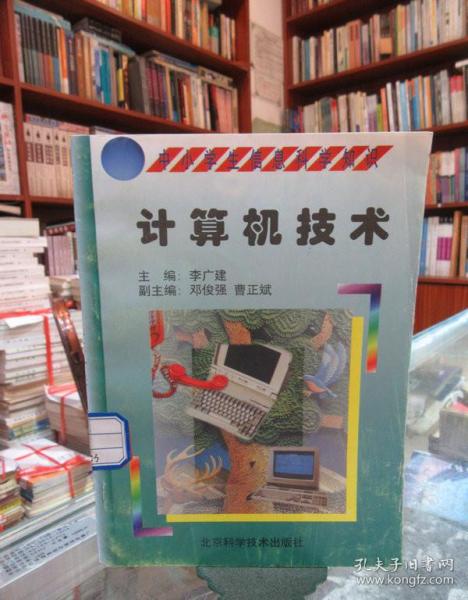 中小学生信息科学知识
计算机技术
主 编: 李广建
副主编: 邓俊强 曹正斌
北京科学技术出版社
孔夫子旧书网
www.kongfz.com